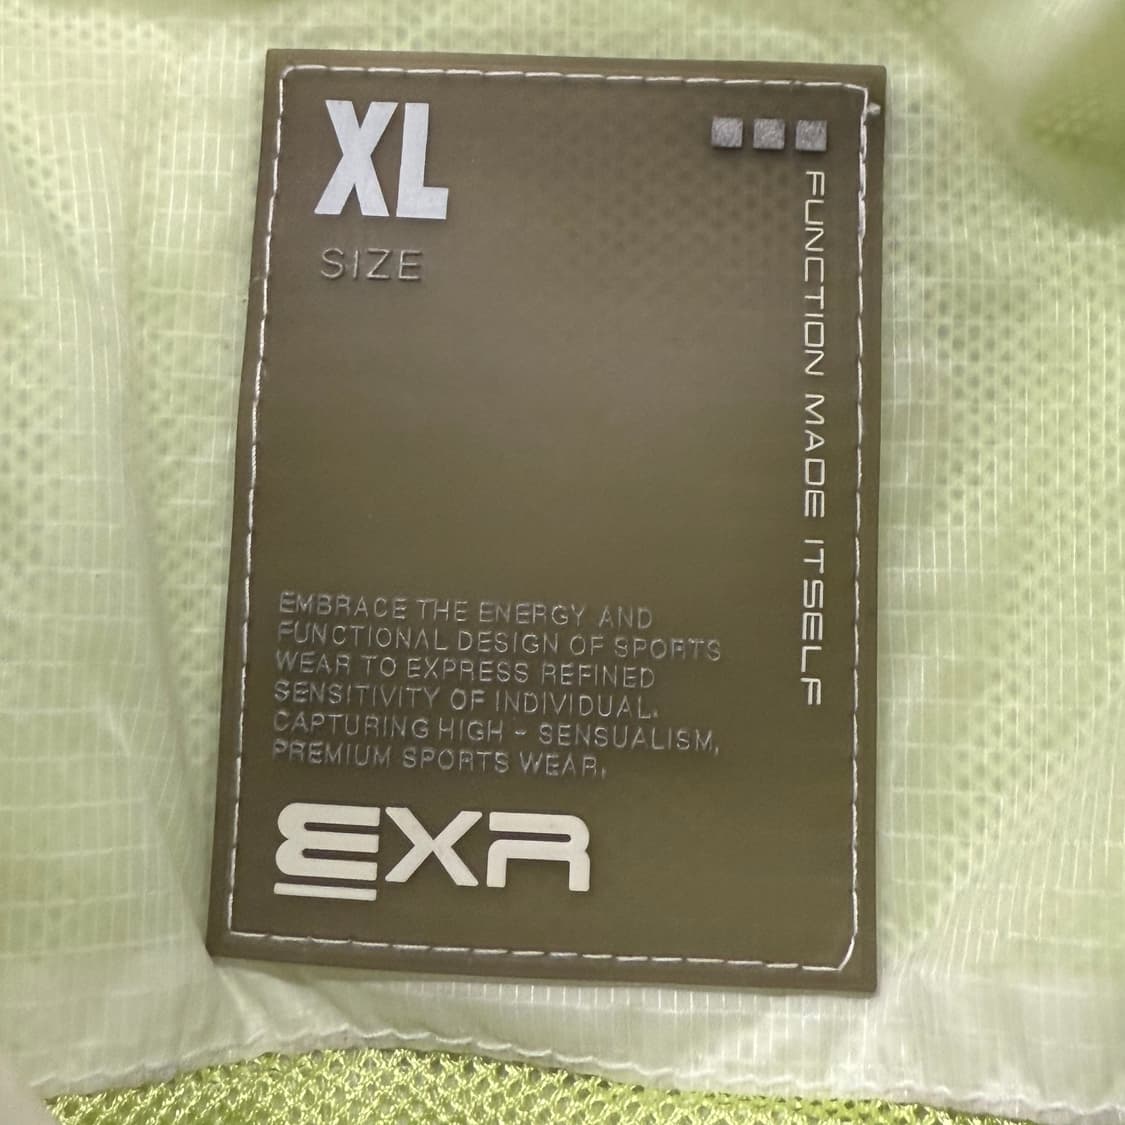 XL
SIZE
FUNCTION MADE ITSELF
EMBRACE THE ENERGY AND
FUNCTIONAL DESIGN OF SPORTS
WEAR TO EXPRESS REFINED
SENSITIVITY OF INDIVIDUAL.
CAPTURING HIGH - SENSUALISM,
PREMIUM SPORTS WEAR.
EXR